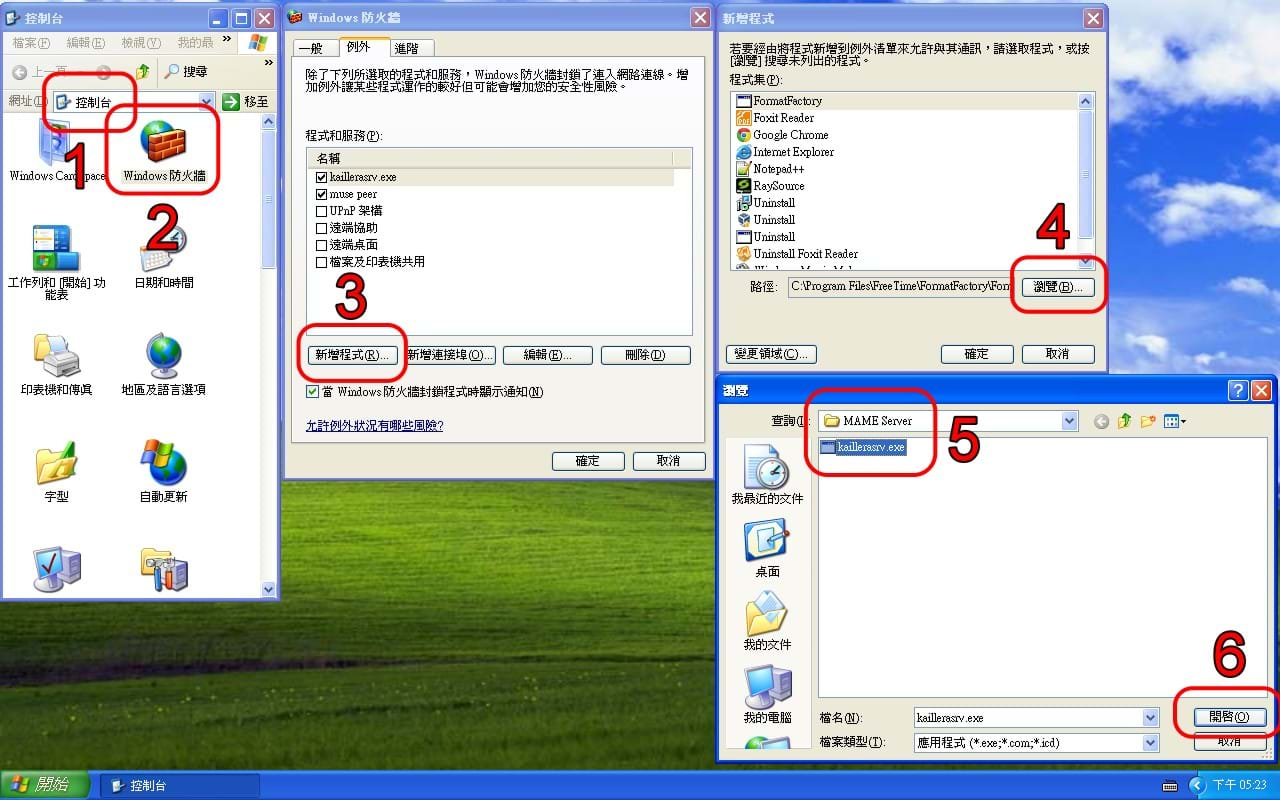 控制台
檔案(F) 編輯(E) 檢視(V) 我的最 »
上一頁 搜尋 »
網址(D) 控制台 移至
1
Windows CardSpace
Windows 防火牆
2
工作列和 [開始] 功能表
日期和時間
印表機和傳真
地區及語言選項
字型
自動更新
Windows 防火牆
一般 例外 進階
除了下列所選取的程式和服務，Windows 防火牆封鎖了連入網路連線。增
加例外讓某些程式運作的較好但可能會增加您的安全性風險。
程式和服務(P):
名稱
kaillerasrv.exe
muse peer
UPnP 架構
遠端協助
遠端桌面
檔案及印表機共用
3
新增程式(R)... 新增連接埠(O)... 編輯(E)... 刪除(D)
當 Windows 防火牆封鎖程式時顯示通知(N)
允許例外狀況有哪些風險?
確定 取消
新增程式
若要經由將程式新增到例外清單來允許與其通訊，請選取程式，或按
[瀏覽] 搜尋未列出的程式。
程式集(P):
FormatFactory
Foxit Reader
Google Chrome
Internet Explorer
Notepad++
RaySource
Uninstall
Uninstall
Uninstall
Uninstall Foxit Reader
4
路徑: C:\Program Files\FreeTime\FormatFactory\Forn 瀏覽(B)...
變更領域(C)... 確定 取消
瀏覽
查詢(I): MAME Server
5
kaillerasrv.exe
我最近的文件
桌面
我的文件
我的電腦
6
檔名(N): kaillerasrv.exe 開啓(O)
檔案類型(T): 應用程式 (*.exe;*.com;*.icd) 取消
開始 控制台 下午 05:23